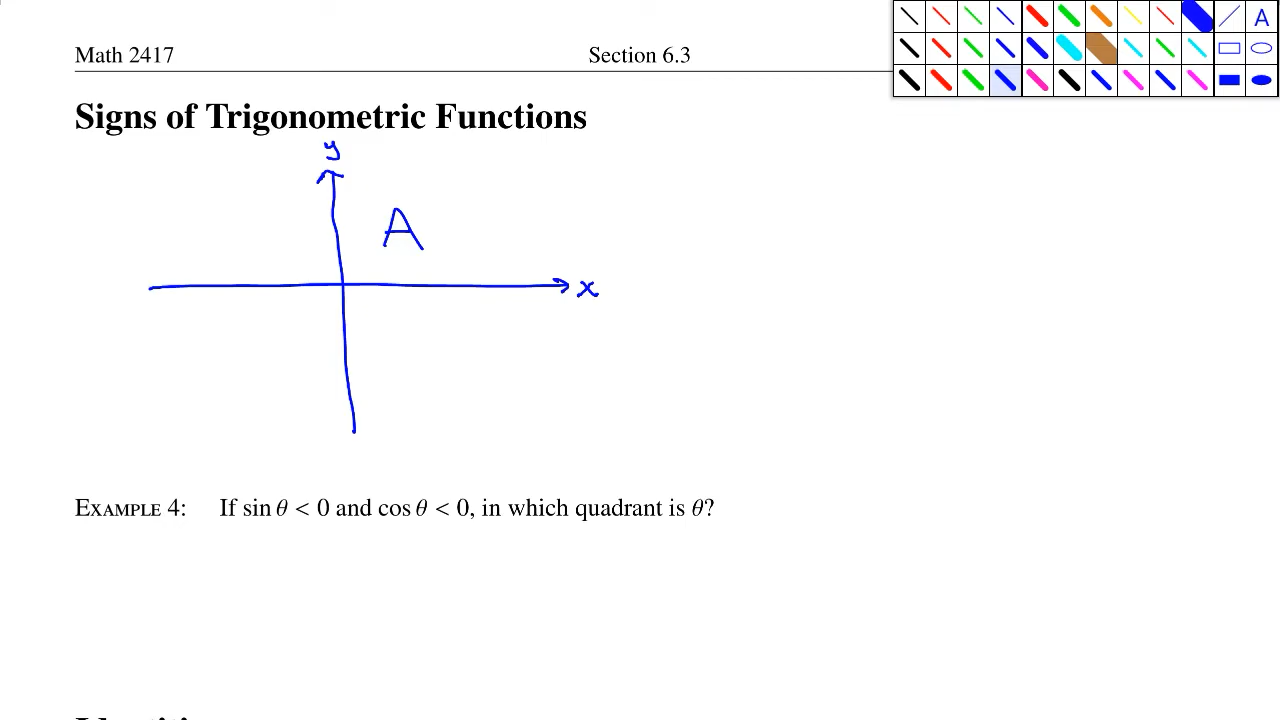 Math 2417 Section 6.3
Signs of Trigonometric Functions
y
A
x
EXAMPLE 4: If sin θ < 0 and cos θ < 0, in which quadrant is θ?
A